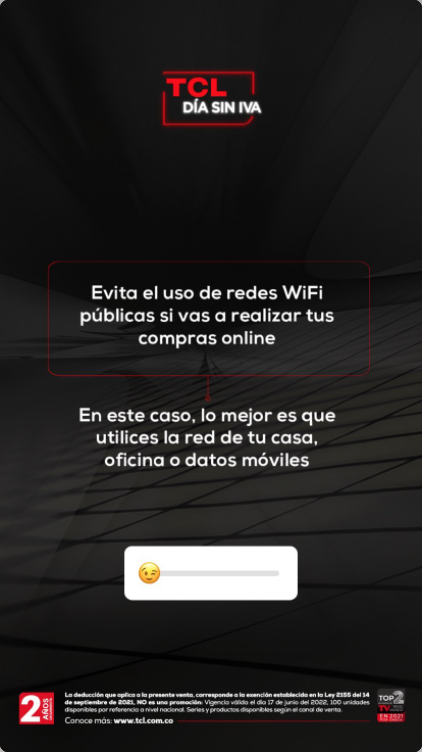 TCL
DÍA SIN IVA
Evita el uso de redes WiFi
públicas si vas a realizar tus
compras online
En este caso, lo mejor es que
utilices la red de tu casa,
oficina o datos móviles
2 AÑOS
La deducción que aplica a la presente venta, corresponde a la exención establecida en la Ley 2155 del 14
de septiembre de 2021, NO es una promoción: Vigencia válida el día 17 de junio del 2022, 100 unidades
disponibles por referencia a nivel nacional. Series y productos disponibles según el canal de venta.
Conoce más: www.tcl.com.co
TOP 2
TV
EN 2021